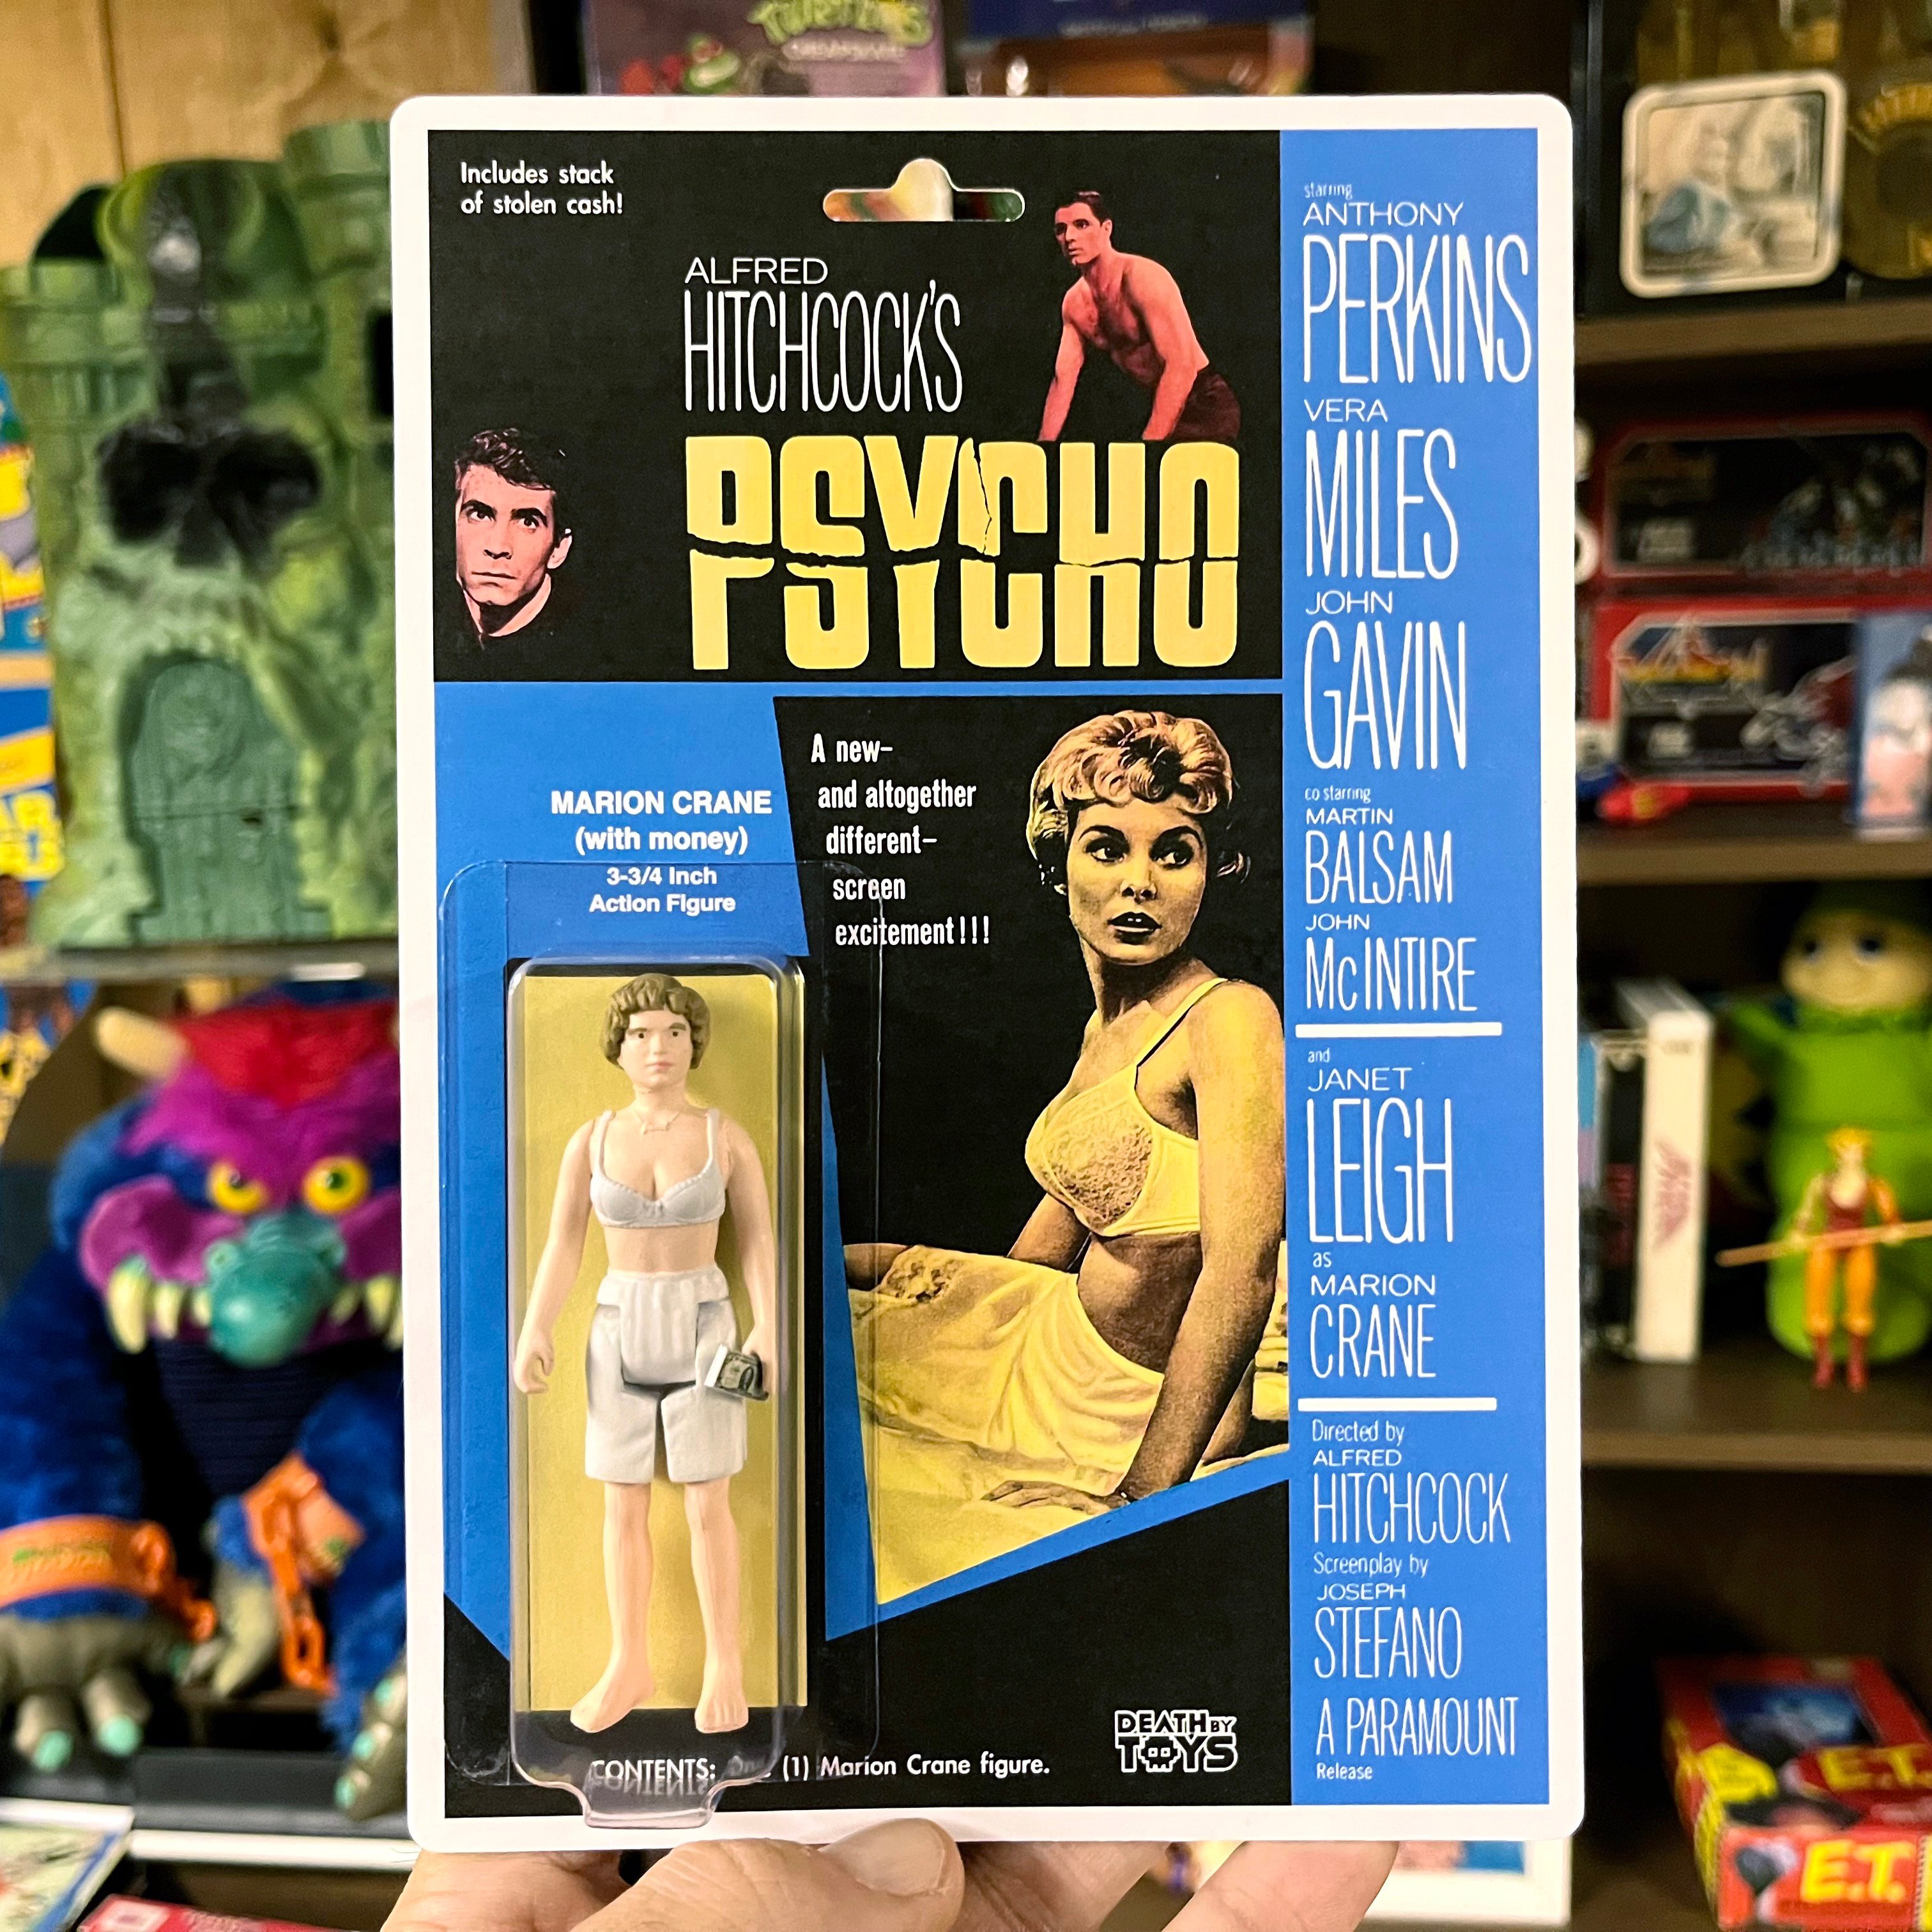 TURTLES
Includes stack
of stolen cash!
ALFRED
HITCHCOCK'S
PSYCHO
MARION CRANE
(with money)
3-3/4 Inch
Action Figure
A new-
and altogether
different-
screen
excitement!!!
CONTENTS: One (1) Marion Crane figure.
DEATH BY
TOYS
starring
ANTHONY
PERKINS
VERA
MILES
JOHN
GAVIN
co starring
MARTIN
BALSAM
JOHN
McINTIRE
and
JANET
LEIGH
as
MARION
CRANE
Directed by
ALFRED
HITCHCOCK
Screenplay by
JOSEPH
STEFANO
A PARAMOUNT
Release
E.T.
E.T.